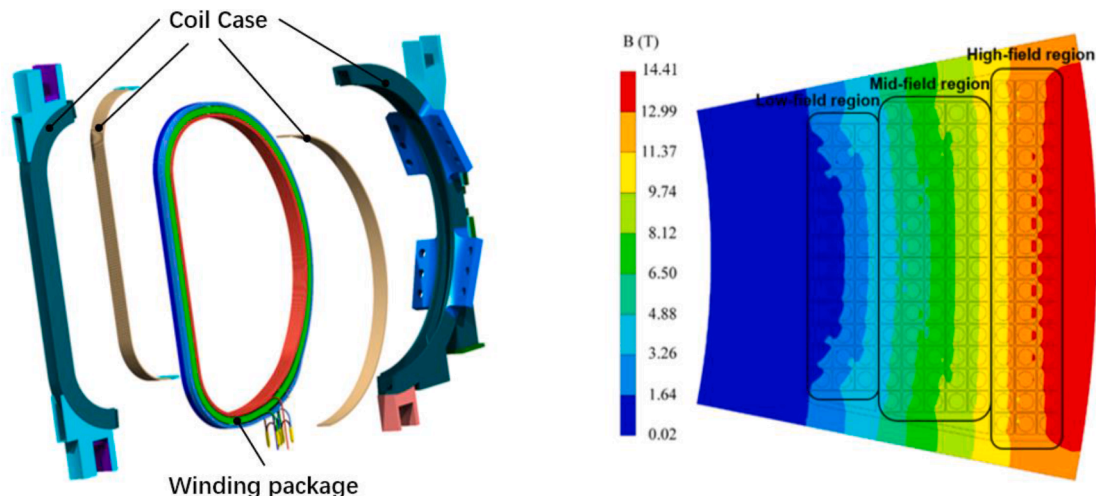 Coil Case
Winding package
B (T)
14.41
12.99
11.37
9.74
8.12
6.50
4.88
3.26
1.64
0.02
High-field region
Mid-field region
Low-field region